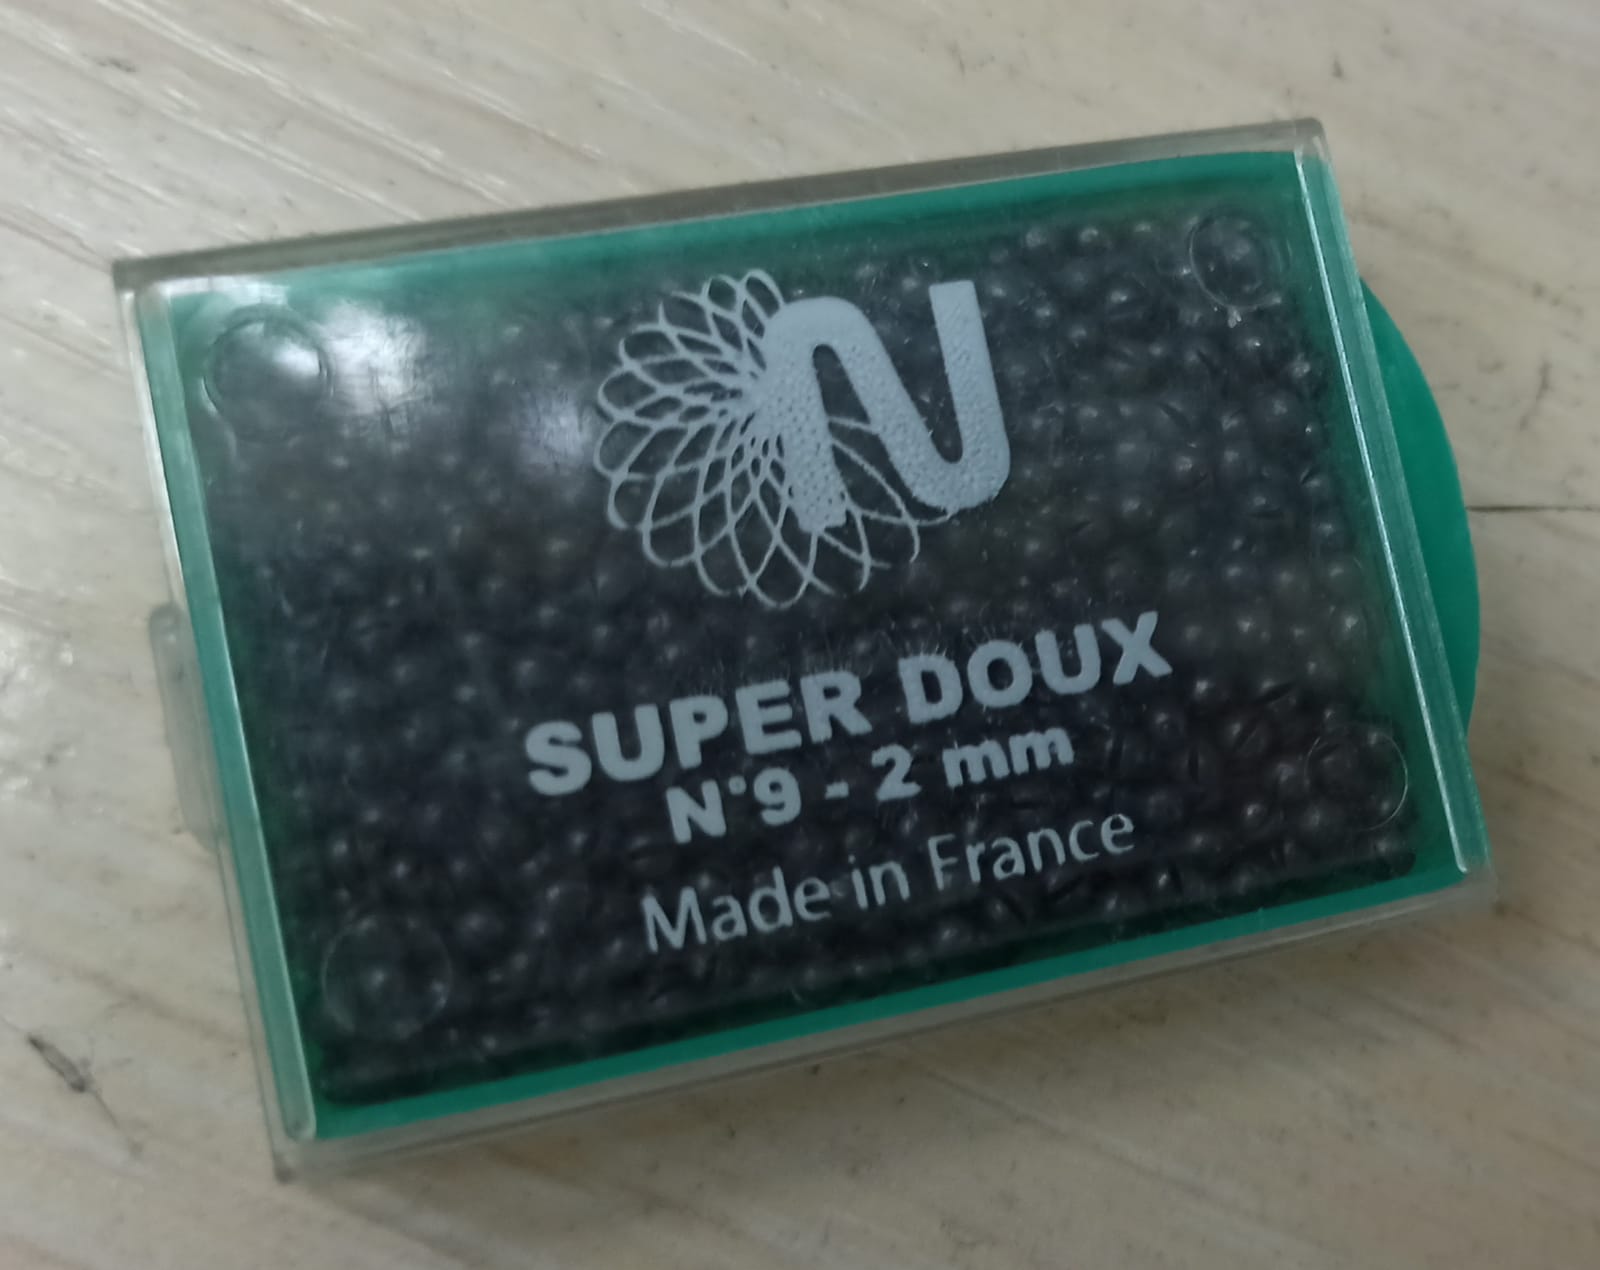 N
SUPER DOUX
N°9 - 2 mm
Made in France